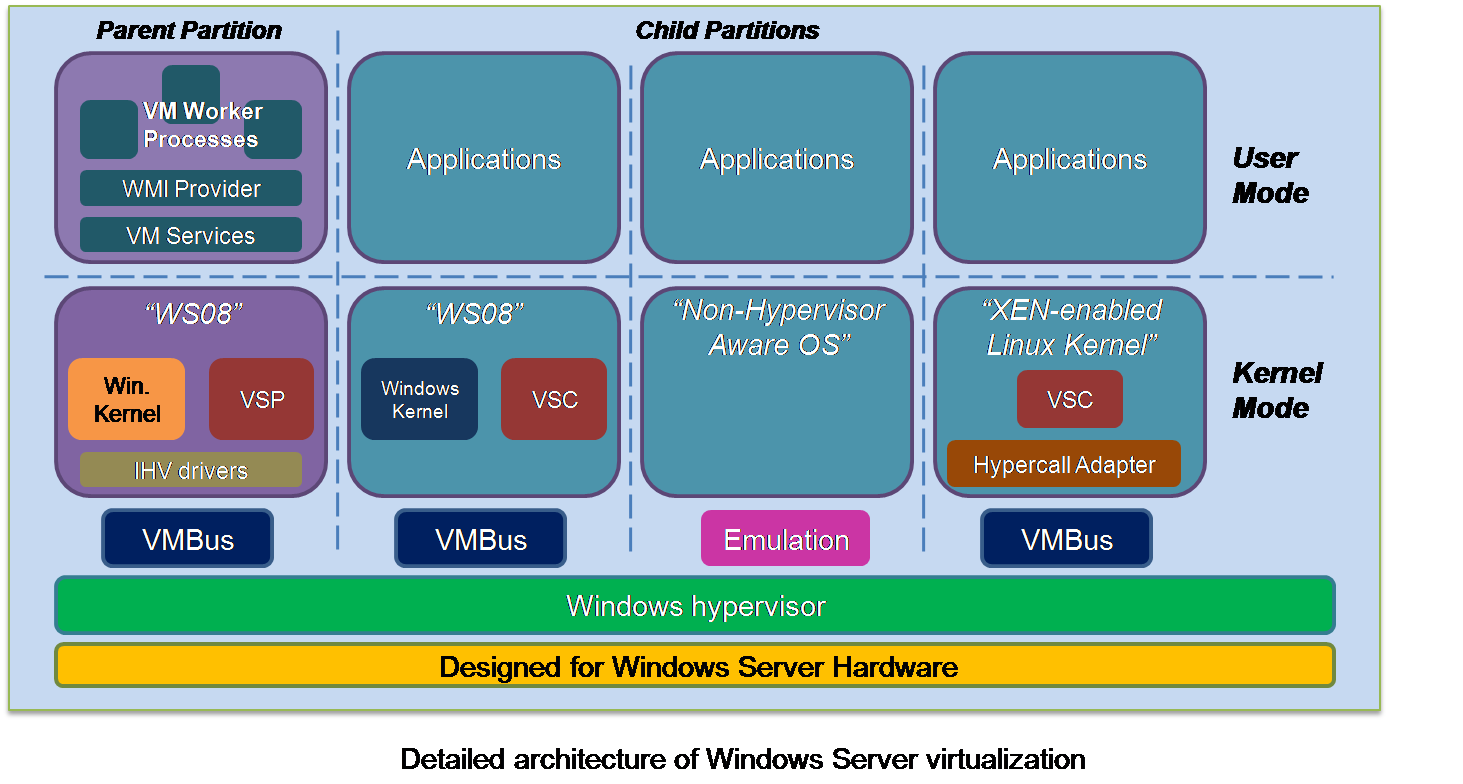 Parent Partition
Child Partitions
VM Worker
Processes
WMI Provider
VM Services
Applications
Applications
Applications
User
Mode
“WS08”
Win.
Kernel
VSP
IHV drivers
“WS08”
Windows
Kernel
VSC
“Non-Hypervisor
Aware OS”
“XEN-enabled
Linux Kernel”
VSC
Hypercall Adapter
Kernel
Mode
VMBus
VMBus
Emulation
VMBus
Windows hypervisor
Designed for Windows Server Hardware
Detailed architecture of Windows Server virtualization